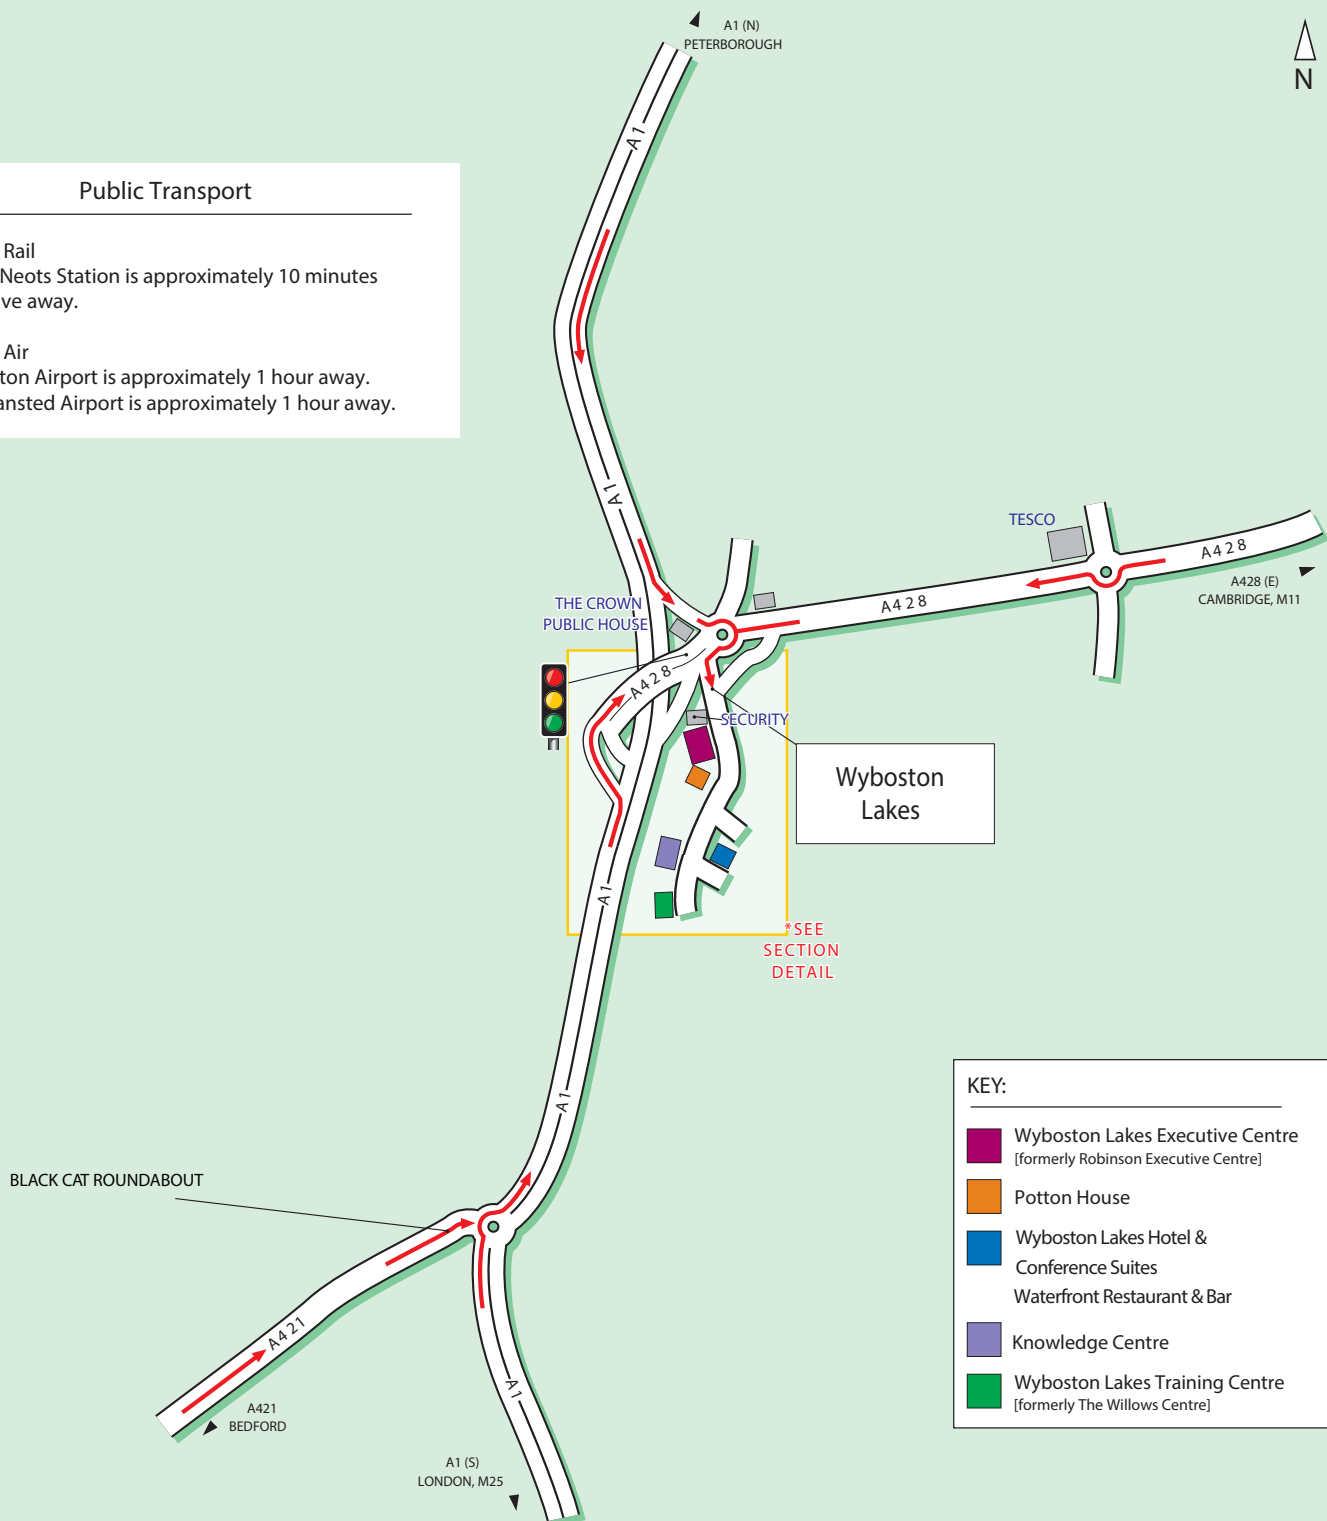 A1 (N)
PETERBOROUGH
N
Public Transport
Rail
Neots Station is approximately 10 minutes
ve away.
Air
ton Airport is approximately 1 hour away.
ansted Airport is approximately 1 hour away.
A1
A1
TESCO
A428
A428 (E)
CAMBRIDGE, M11
A428
THE CROWN
PUBLIC HOUSE
A428
SECURITY
Wyboston
Lakes
A1
*SEE
SECTION
DETAIL
A1
BLACK CAT ROUNDABOUT
A421
A421
BEDFORD
A1
A1 (S)
LONDON, M25
KEY:
Wyboston Lakes Executive Centre
[formerly Robinson Executive Centre]
Potton House
Wyboston Lakes Hotel &
Conference Suites
Waterfront Restaurant & Bar
Knowledge Centre
Wyboston Lakes Training Centre
[formerly The Willows Centre]